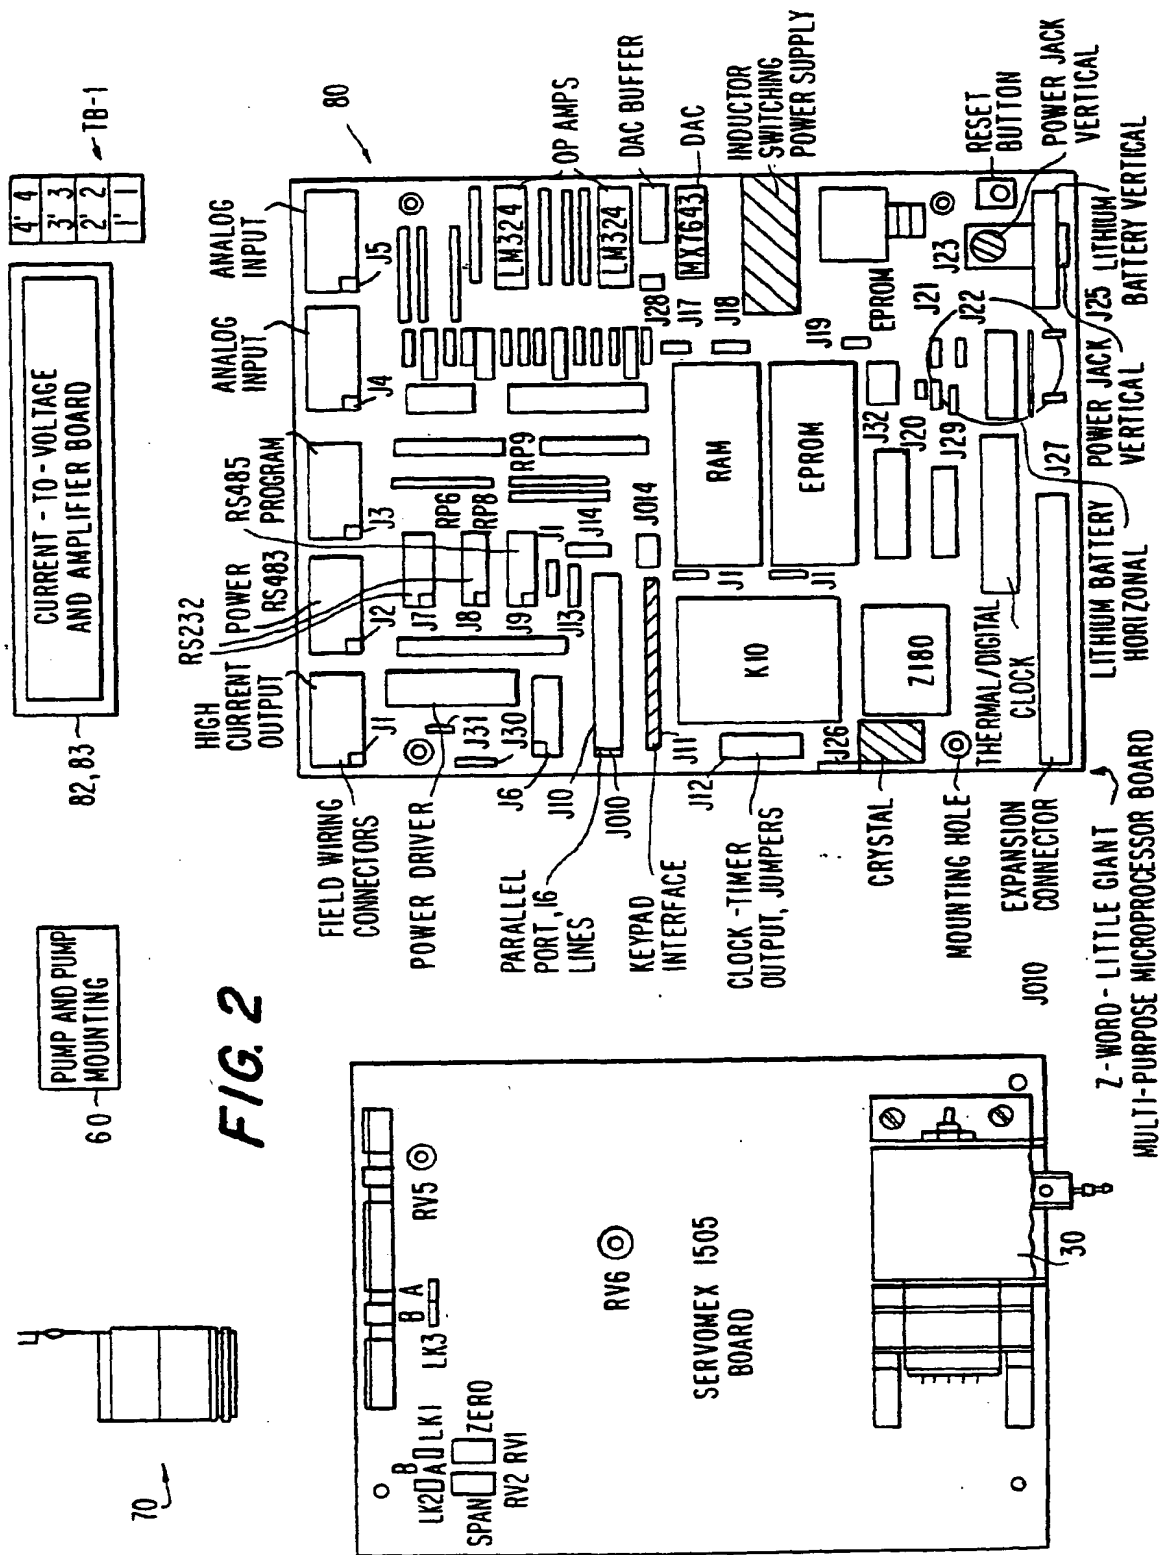 CURRENT - TO - VOLTAGE
AND AMPLIFIER BOARD
82,83
4' 4
3' 3
2' 2
1' 1
TB-1
PUMP AND PUMP
MOUNTING
60
FIG. 2
70
80
HIGH
CURRENT
OUTPUT
RS232
POWER
RS483
RS485
PROGRAM
ANALOG
INPUT
ANALOG
INPUT
J1
J2
J3
J4
J5
FIELD WIRING
CONNECTORS
POWER DRIVER
J31
J30
J6
J7
J8
J9
RP6
RP8
RP9
J1
J13
J14
LM324
LM324
OP AMPS
DAC BUFFER
MX7643
DAC
J28
J17
J18
INDUCTOR
SWITCHING
POWER SUPPLY
PARALLEL
PORT, 16
LINES
J10
J010
J014
KEYPAD
INTERFACE
J11
J12
CLOCK-TIMER
OUTPUT, JUMPERS
KIO
J1
J1
RAM
EPROM
J19
EPROM
J32
J20
J29
J21
J22
J23
RESET
BUTTON
POWER JACK
VERTICAL
J26
Z180
CRYSTAL
MOUNTING HOLE
THERMAL/DIGITAL
CLOCK
J27
EXPANSION
CONNECTOR
LITHIUM BATTERY
HORIZONAL
POWER JACK
VERTICAL
J25
LITHIUM
BATTERY VERTICAL
J010
Z-WORD-LITTLE GIANT
MULTI-PURPOSE MICROPROCESSOR BOARD
LK2
B
A
LK1
SPAN
ZERO
RV2 RV1
LK3
B A
RV5
RV6
SERVOMEX 1505
BOARD
30